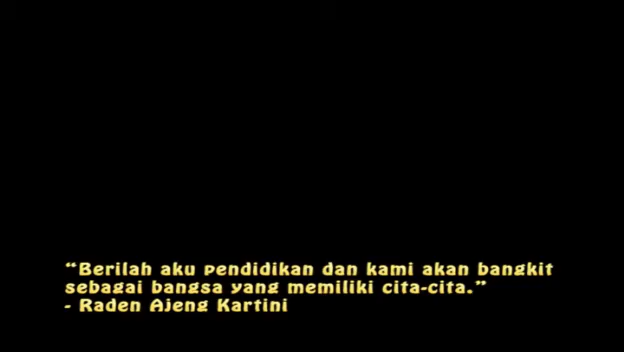 “Berilah aku pendidikan dan kami akan bangkit
sebagai bangsa yang memiliki cita-cita.”
- Raden Ajeng Kartini